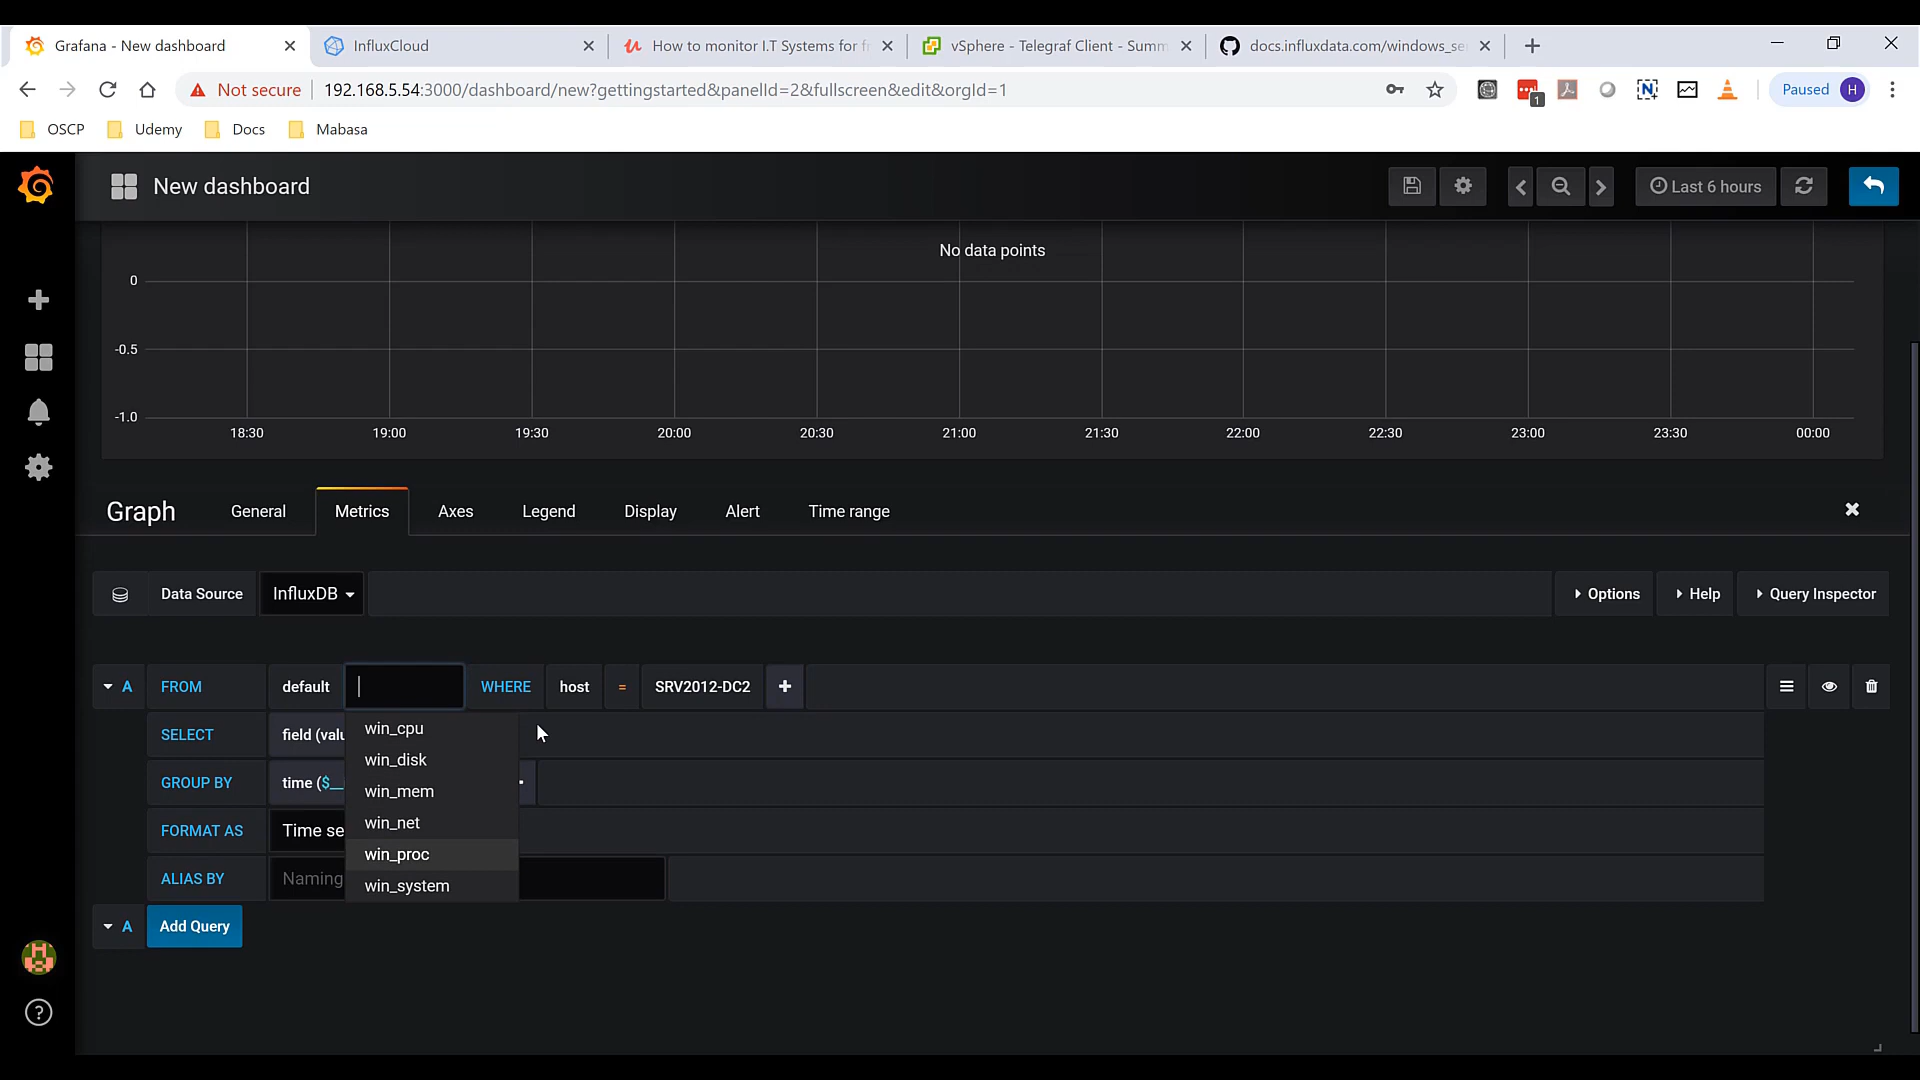 Grafana - New dashboard
InfluxCloud
How to monitor I.T Systems for
vSphere - Telegraf Client - Summ
docs.influxdata.com/windows_se
Not secure
192.168.5.54:3000/dashboard/new?gettingstarted&panelId=2&fullscreen&edit&orgId=1
1
Paused
H
OSCP
Udemy
Docs
Mabasa
New dashboard
Last 6 hours
No data points
0
-0.5
-1.0
18:30
19:00
19:30
20:00
20:30
21:00
21:30
22:00
22:30
23:00
23:30
00:00
Graph
General
Metrics
Axes
Legend
Display
Alert
Time range
Data Source
InfluxDB
Options
Help
Query Inspector
A
FROM
default
WHERE
host
=
SRV2012-DC2
SELECT
field (valu
GROUP BY
time ($_
FORMAT AS
Time se
ALIAS BY
Naming
win_cpu
win_disk
win_mem
win_net
win_proc
win_system
A
Add Query